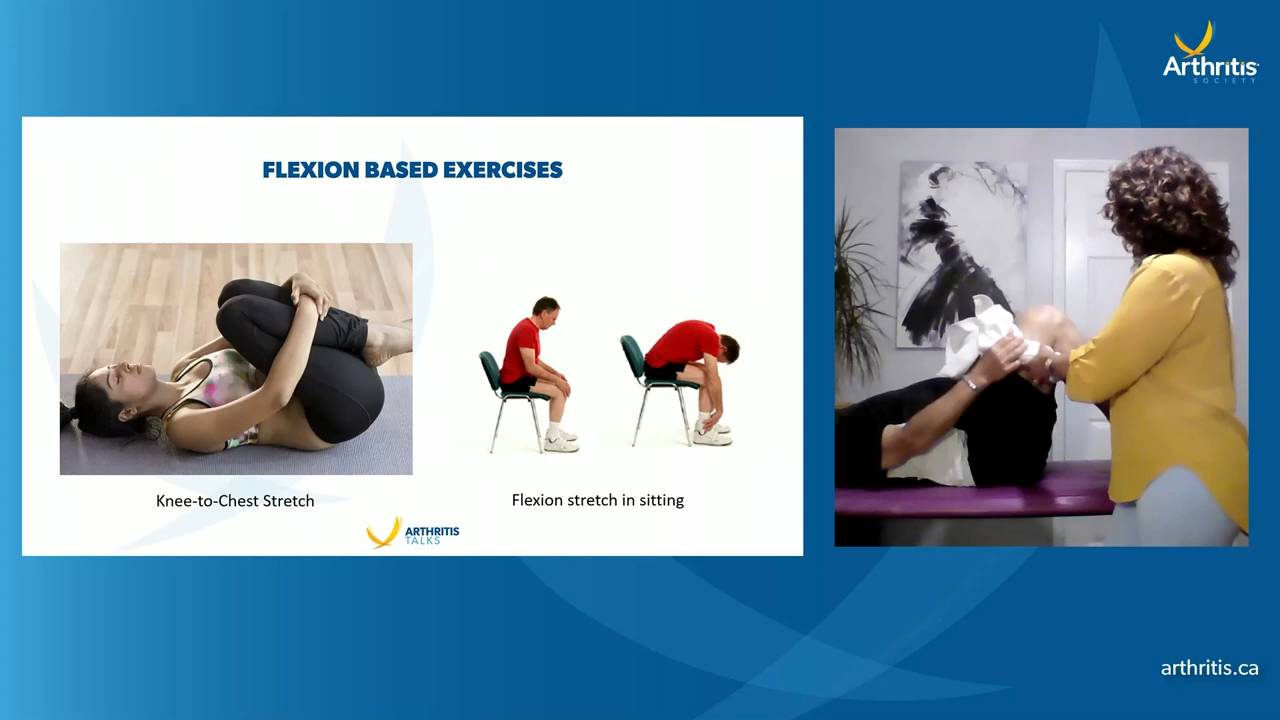 Arthritis
SOCIETY
FLEXION BASED EXERCISES
Knee-to-Chest Stretch
Flexion stretch in sitting
ARTHRITIS
TALKS
arthritis.ca